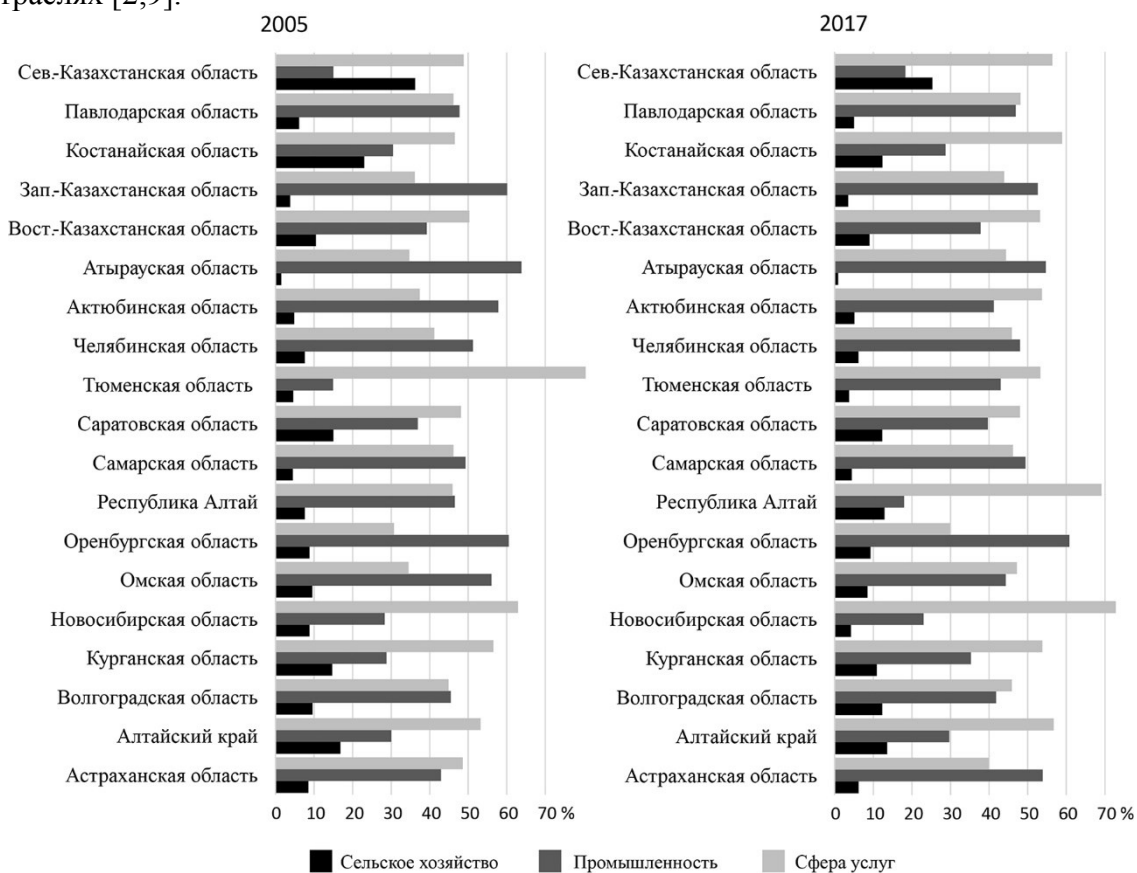 траслях [2,9].
2005
Сев.-Казахстанская область
Павлодарская область
Костанайская область
Зап.-Казахстанская область
Вост.-Казахстанская область
Атырауская область
Актюбинская область
Челябинская область
Тюменская область
Саратовская область
Самарская область
Республика Алтай
Оренбургская область
Омская область
Новосибирская область
Курганская область
Волгоградская область
Алтайский край
Астраханская область
0 10 20 30 40 50 60 70 %
2017
Сев.-Казахстанская область
Павлодарская область
Костанайская область
Зап.-Казахстанская область
Вост.-Казахстанская область
Атырауская область
Актюбинская область
Челябинская область
Тюменская область
Саратовская область
Самарская область
Республика Алтай
Оренбургская область
Омская область
Новосибирская область
Курганская область
Волгоградская область
Алтайский край
Астраханская область
0 10 20 30 40 50 60 70 %
Сельское хозяйство Промышленность Сфера услуг